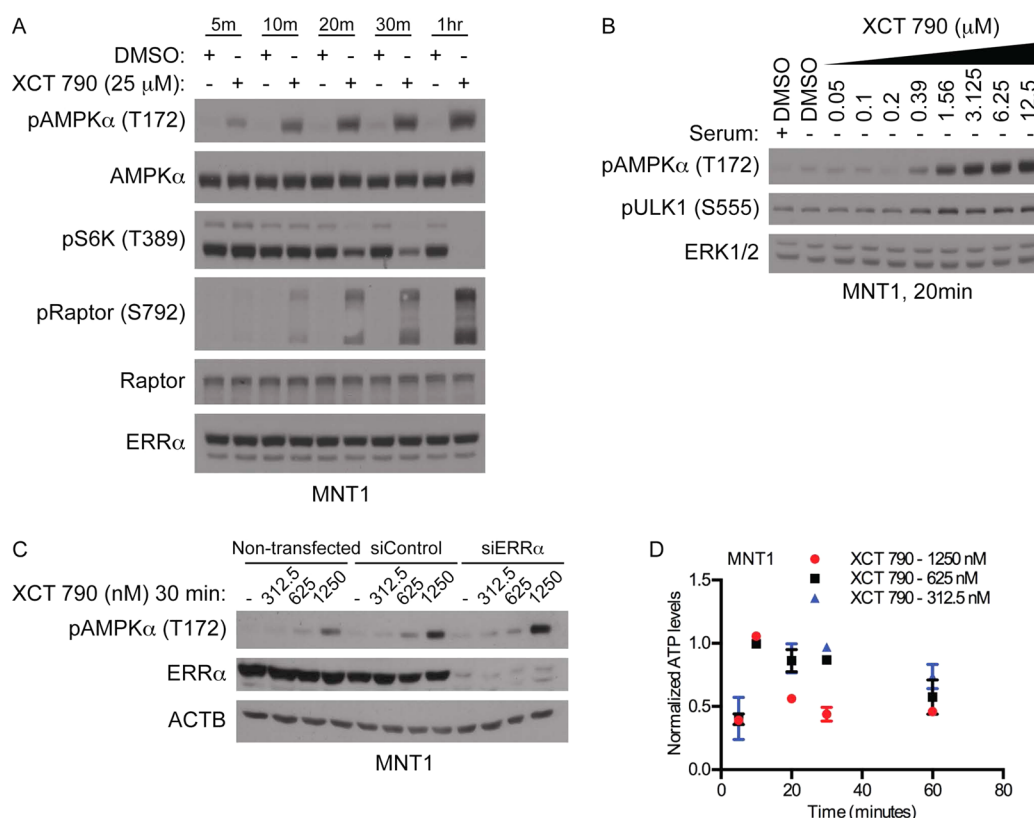 A
5m 10m 20m 30m 1hr
DMSO: + - + - + - + - + -
XCT 790 (25 μM) - + - + - + - + - +
pAMPKα (T172)
AMPKα
pS6K (T389)
pRaptor (S792)
Raptor
ERRα
MNT1
B
XCT 790 (μM)
DMSO DMSO 0.05 0.1 0.2 0.39 1.56 3.125 6.25 12.5
Serum: + - - - - - - - - -
pAMPKα (T172)
pULK1 (S555)
ERK1/2
MNT1, 20min
C
Non-transfected siControl siERRα
XCT 790 (nM) 30 min: - 312.5 625 1250 - 312.5 625 1250 - 312.5 625 1250
pAMPKα (T172)
ERRα
ACTB
MNT1
D
MNT1
XCT 790 - 1250 nM
XCT 790 - 625 nM
XCT 790 - 312.5 nM
Normalized ATP levels
1.5
1.0
0.5
0.0
0 20 40 60 80
Time (minutes)